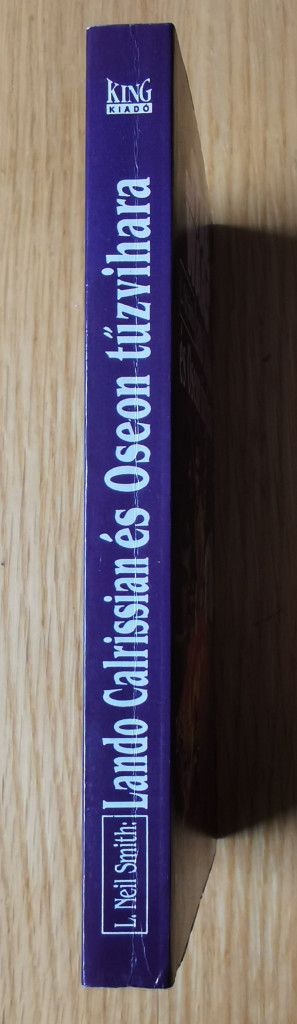 L. Neil Smith:
Lando Calrissian és Oseon tűzvihara
KING
KIADÓ